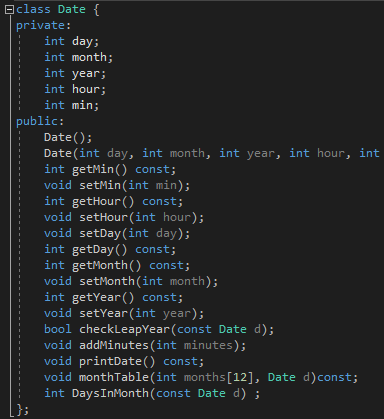 class Date {
private:
int day;
int month;
int year;
int hour;
int min;
public:
Date();
Date(int day, int month, int year, int hour, int
int getMin() const;
void setMin(int min);
int getHour() const;
void setHour(int hour);
void setDay(int day);
int getDay() const;
int getMonth() const;
void setMonth(int month);
int getYear() const;
void setYear(int year);
bool checkLeapYear(const Date d);
void addMinutes(int minutes);
void printDate() const;
void monthTable(int months[12], Date d)const;
int DaysInMonth(const Date d) ;
};